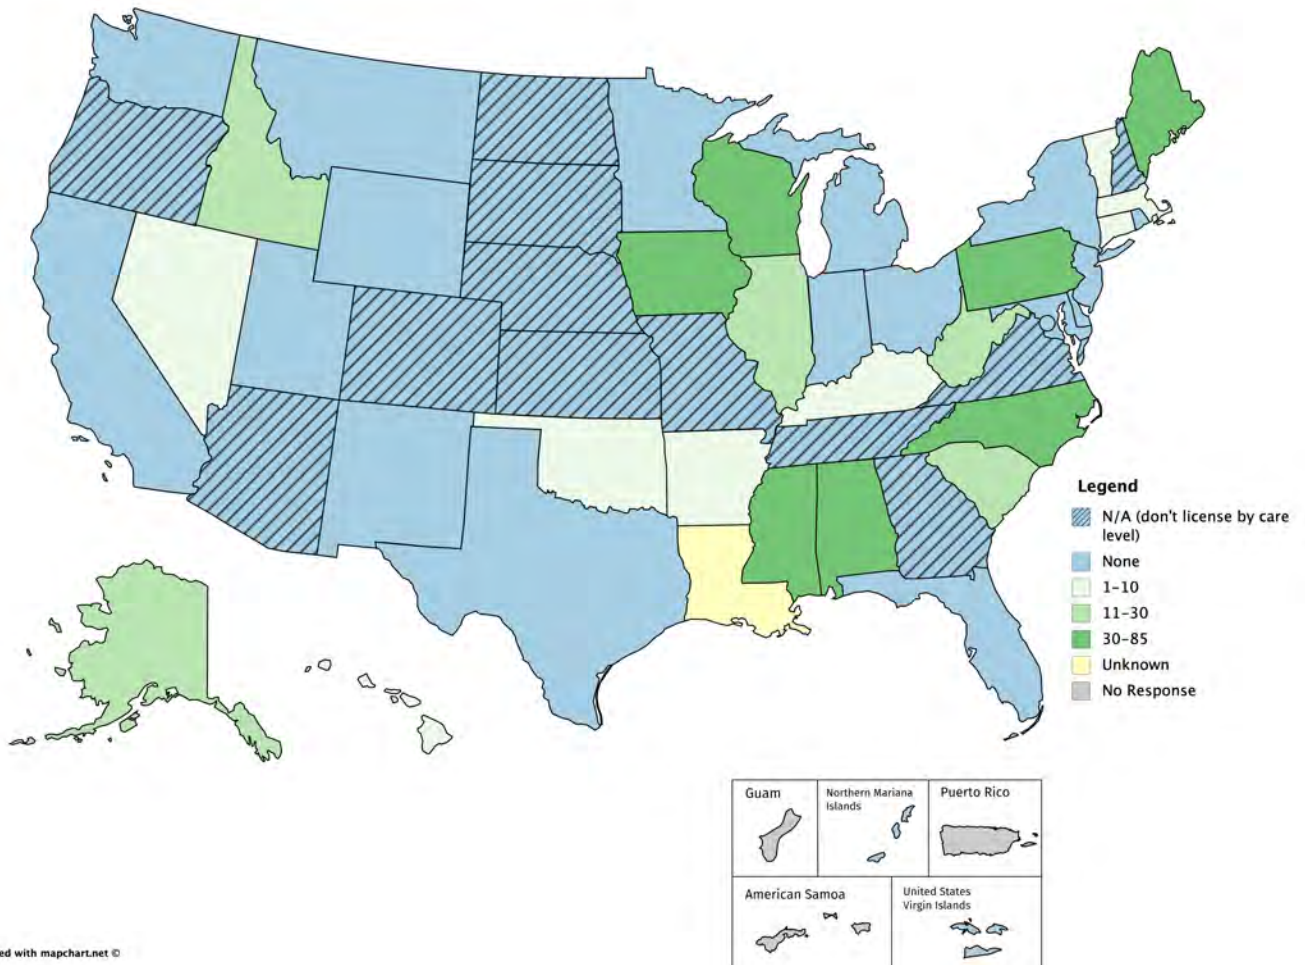 Legend
N/A (don't license by care
level)
None
1-10
11-30
30-85
Unknown
No Response
Guam
Northern Mariana
Islands
Puerto Rico
American Samoa
United States
Virgin Islands
ed with mapchart.net ©